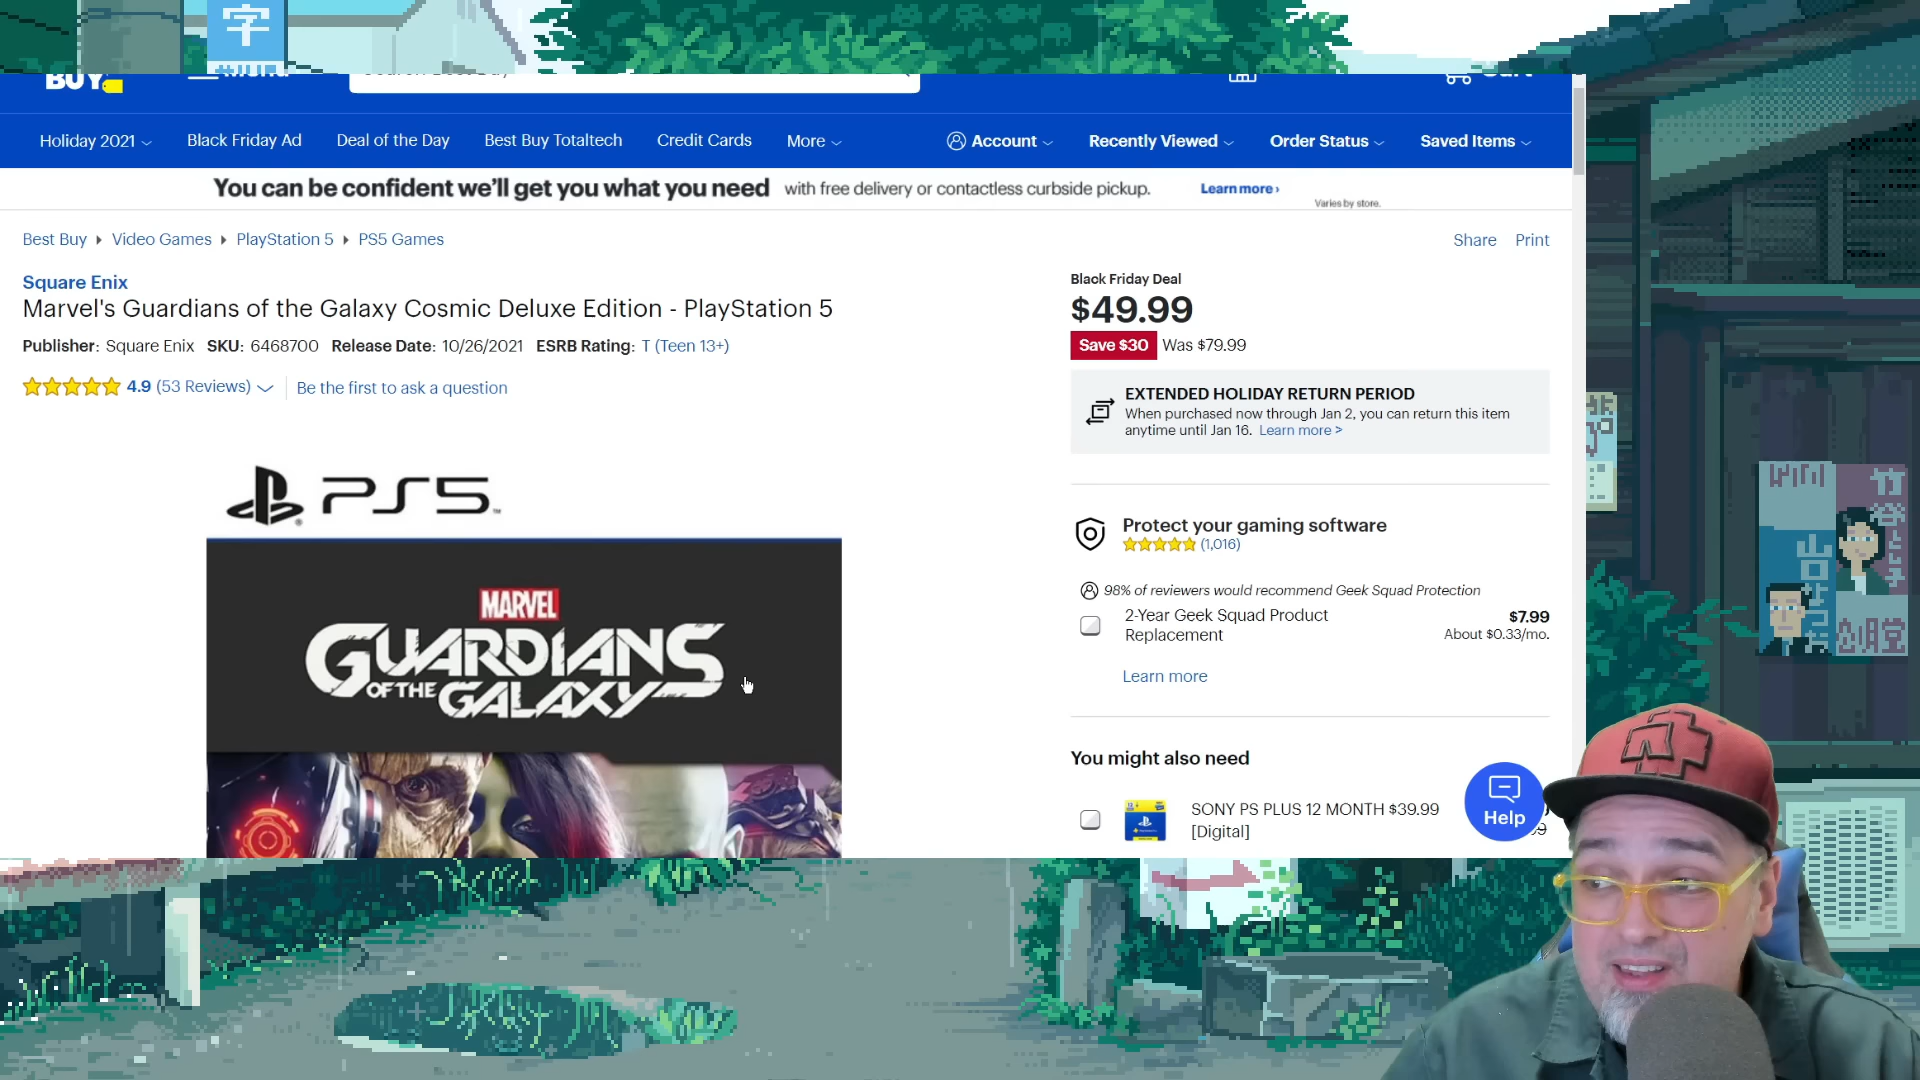 字
BUY
Menu
Cart
Holiday 2021
Black Friday Ad
Deal of the Day
Best Buy Totaltech
Credit Cards
More
Account
Recently Viewed
Order Status
Saved Items
You can be confident we'll get you what you need with free delivery or contactless curbside pickup. Learn more ›
Varies by store.
Best Buy
Video Games
PlayStation 5
PS5 Games
Share
Print
Square Enix
Marvel's Guardians of the Galaxy Cosmic Deluxe Edition - PlayStation 5
Publisher: Square Enix SKU: 6468700 Release Date: 10/26/2021 ESRB Rating: T (Teen 13+)
4.9 (53 Reviews)
Be the first to ask a question
PS5
MARVEL
GUARDIANS
OF THE
GALAXY
Black Friday Deal
$49.99
Save $30 Was $79.99
EXTENDED HOLIDAY RETURN PERIOD
When purchased now through Jan 2, you can return this item
anytime until Jan 16. Learn more >
Protect your gaming software
(1,016)
98% of reviewers would recommend Geek Squad Protection
2-Year Geek Squad Product
Replacement
$7.99
About $0.33/mo.
Learn more
You might also need
SONY PS PLUS 12 MONTH $39.99
[Digital]
Help